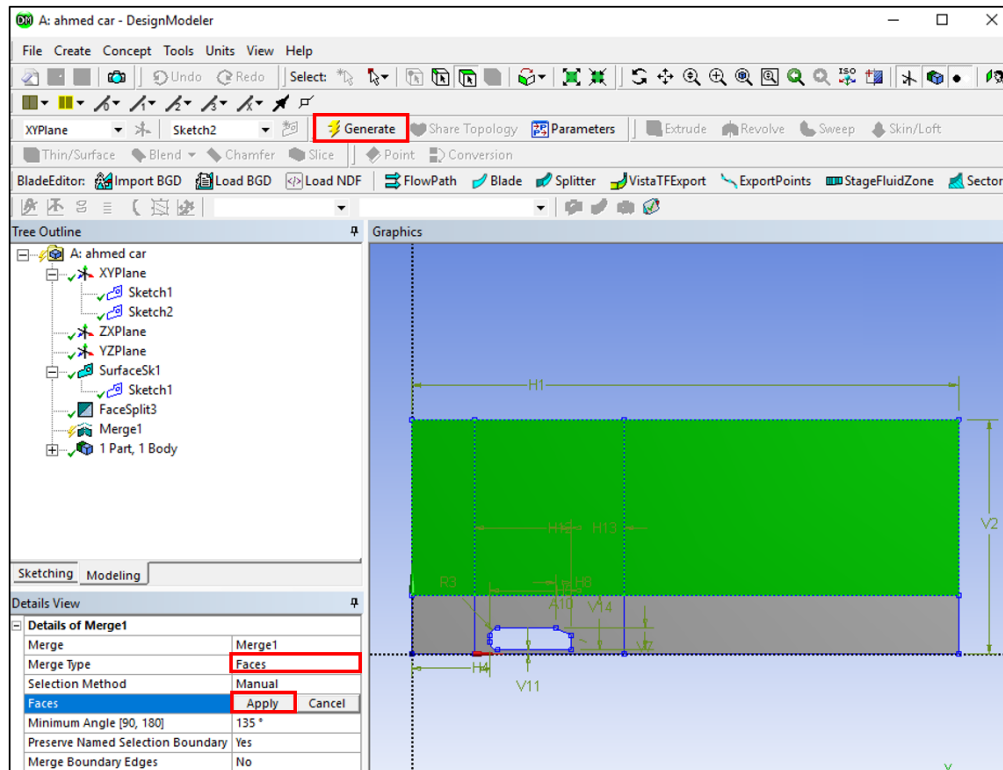 DM A: ahmed car - DesignModeler
File Create Concept Tools Units View Help
Undo Redo Select: ISO
XYPlane Sketch2 Generate Share Topology Parameters Extrude Revolve Sweep Skin/Loft
Thin/Surface Blend Chamfer Slice Point Conversion
BladeEditor: Import BGD Load BGD Load NDF FlowPath Blade Splitter VistaTFExport ExportPoints StageFluidZone Sector
Tree Outline
Graphics
A: ahmed car
XYPlane
Sketch1
Sketch2
ZXPlane
YZPlane
SurfaceSk1
Sketch1
FaceSplit3
Merge1
1 Part, 1 Body
Sketching Modeling
Details View
Details of Merge1
Merge Merge1
Merge Type Faces
Selection Method Manual
Faces Apply Cancel
Minimum Angle [90, 180] 135 °
Preserve Named Selection Boundary Yes
Merge Boundary Edges No
H1
V2
H13
R3
H8
A10
V14
H4
V11